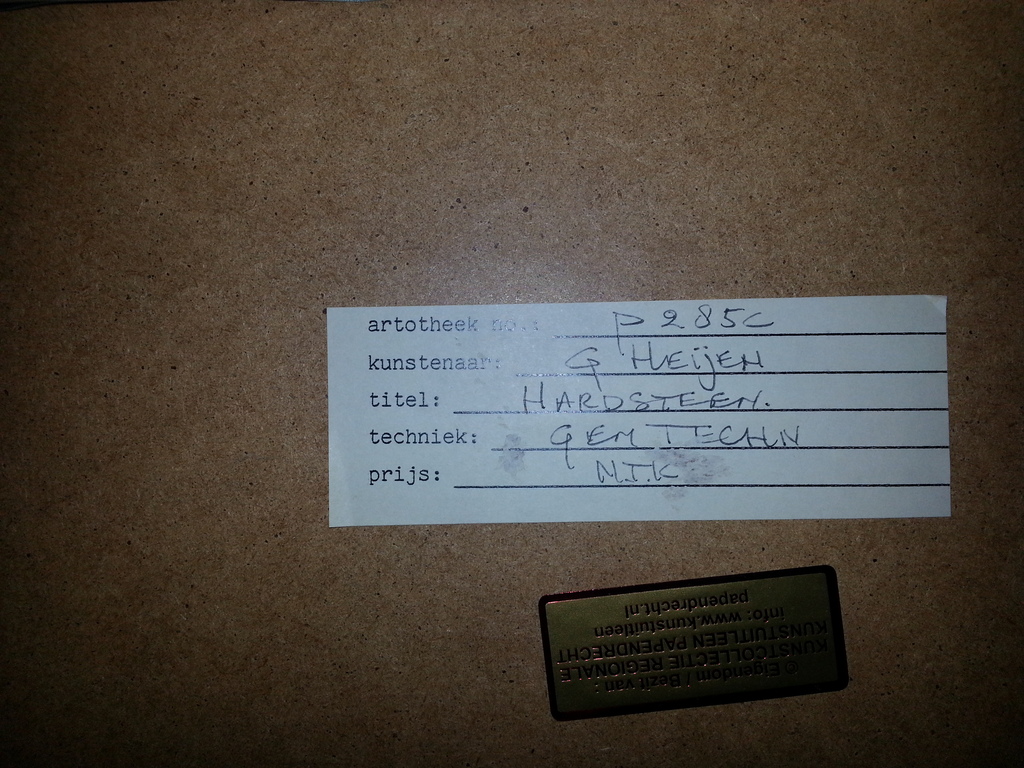 artotheek no.: P 285C
kunstenaar: G HEIJEN
titel: HARDSTEEN.
techniek: GEM TECHN
prijs: N.T.K
© Eigendom / Bezit van :
KUNSTCOLLECTIE REGIONALE
KUNSTUITLEEN PAPENDRECHT
info: www.kunstuitleen
papendrecht.nl